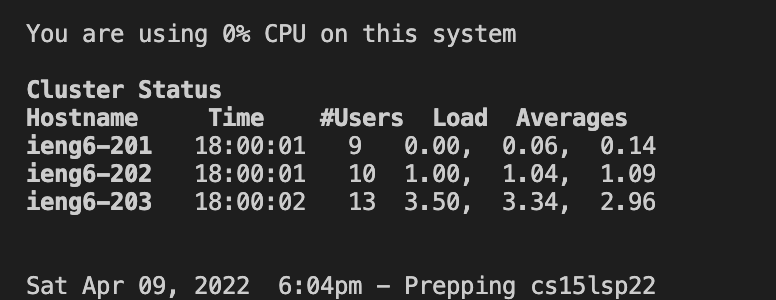 You are using 0% CPU on this system
Cluster Status
Hostname Time #Users Load Averages
ieng6-201 18:00:01 9 0.00, 0.06, 0.14
ieng6-202 18:00:01 10 1.00, 1.04, 1.09
ieng6-203 18:00:02 13 3.50, 3.34, 2.96
Sat Apr 09, 2022 6:04pm - Prepping cs15lsp22